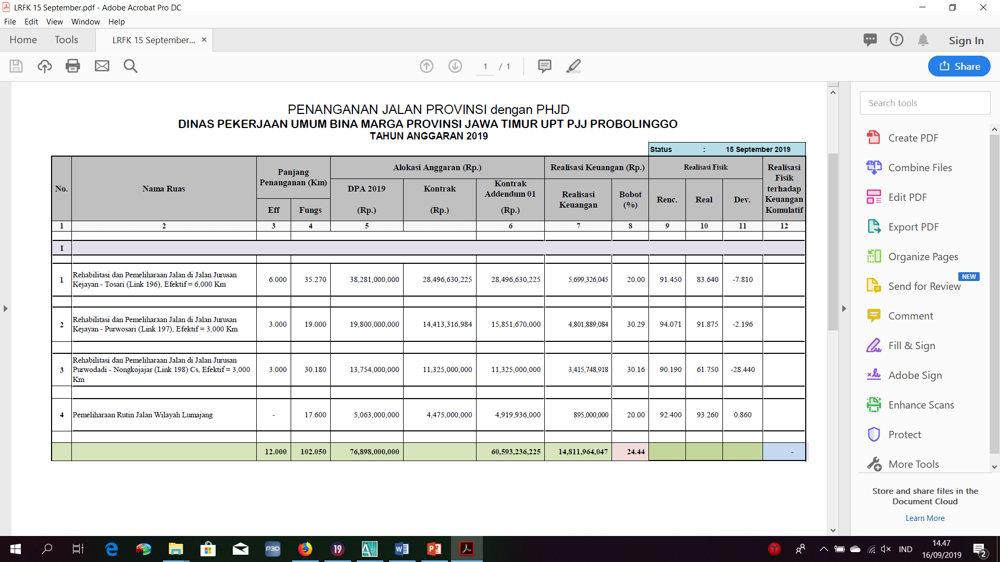 LRFK 15 September.pdf - Adobe Acrobat Pro DC
File Edit View Window Help
Home Tools LRFK 15 September... × Sign In
1 / 1 Share
PENANGANAN JALAN PROVINSI dengan PHJD
DINAS PEKERJAAN UMUM BINA MARGA PROVINSI JAWA TIMUR UPT PJJ PROBOLINGGO
TAHUN ANGGARAN 2019
Status : 15 September 2019
No.
Nama Ruas
Panjang
Penanganan (Km)
Eff Fungs
Alokasi Anggaran (Rp.)
DPA 2019
(Rp.)
Kontrak
(Rp.)
Kontrak
Addendum 01
(Rp.)
Realisasi Keuangan (Rp.)
Realisasi
Keuangan
Bobot
(%)
Realisasi Fisik
Renc. Real Dev.
Realisasi
Fisik
terhadap
Keuangan
Komulatif
1 2 3 4 5 6 7 8 9 10 11 12
I
1
Rehabilitasi dan Pemeliharaan Jalan di Jalan Jurusan
Kejayan - Tosari (Link 196), Efektif = 6,000 Km
6.000 35.270 38,281,000,000 28,496,630,225 28,496,630,225 5,699,326,045 20.00 91.450 83.640 -7.810
2
Rehabilitasi dan Pemeliharaan Jalan di Jalan Jurusan
Kejayan - Purwosari (Link 197), Efektif = 3,000 Km
3.000 19.000 19,800,000,000 14,413,316,984 15,851,670,000 4,801,889,084 30.29 94.071 91.875 -2.196
3
Rehabilitasi dan Pemeliharaan Jalan di Jalan Jurusan
Purwodadi - Nongkojajar (Link 198) Cs, Efektif = 3,000
Km
3.000 30.180 13,754,000,000 11,325,000,000 11,325,000,000 3,415,748,918 30.16 90.190 61.750 -28.440
4 Pemeliharaan Rutin Jalan Wilayah Lumajang - 17.600 5,063,000,000 4,475,000,000 4,919,936,000 895,000,000 20.00 92.400 93.260 0.860
12.000 102.050 76,898,000,000 60,593,236,225 14,811,964,047 24.44 -
Search tools
Create PDF
Combine Files
Edit PDF
Export PDF
Organize Pages
NEW
Send for Review
Comment
Fill & Sign
Adobe Sign
Enhance Scans
Protect
More Tools
Store and share files in the
Document Cloud
Learn More
P3D 19 IND
14.47
16/09/2019
2